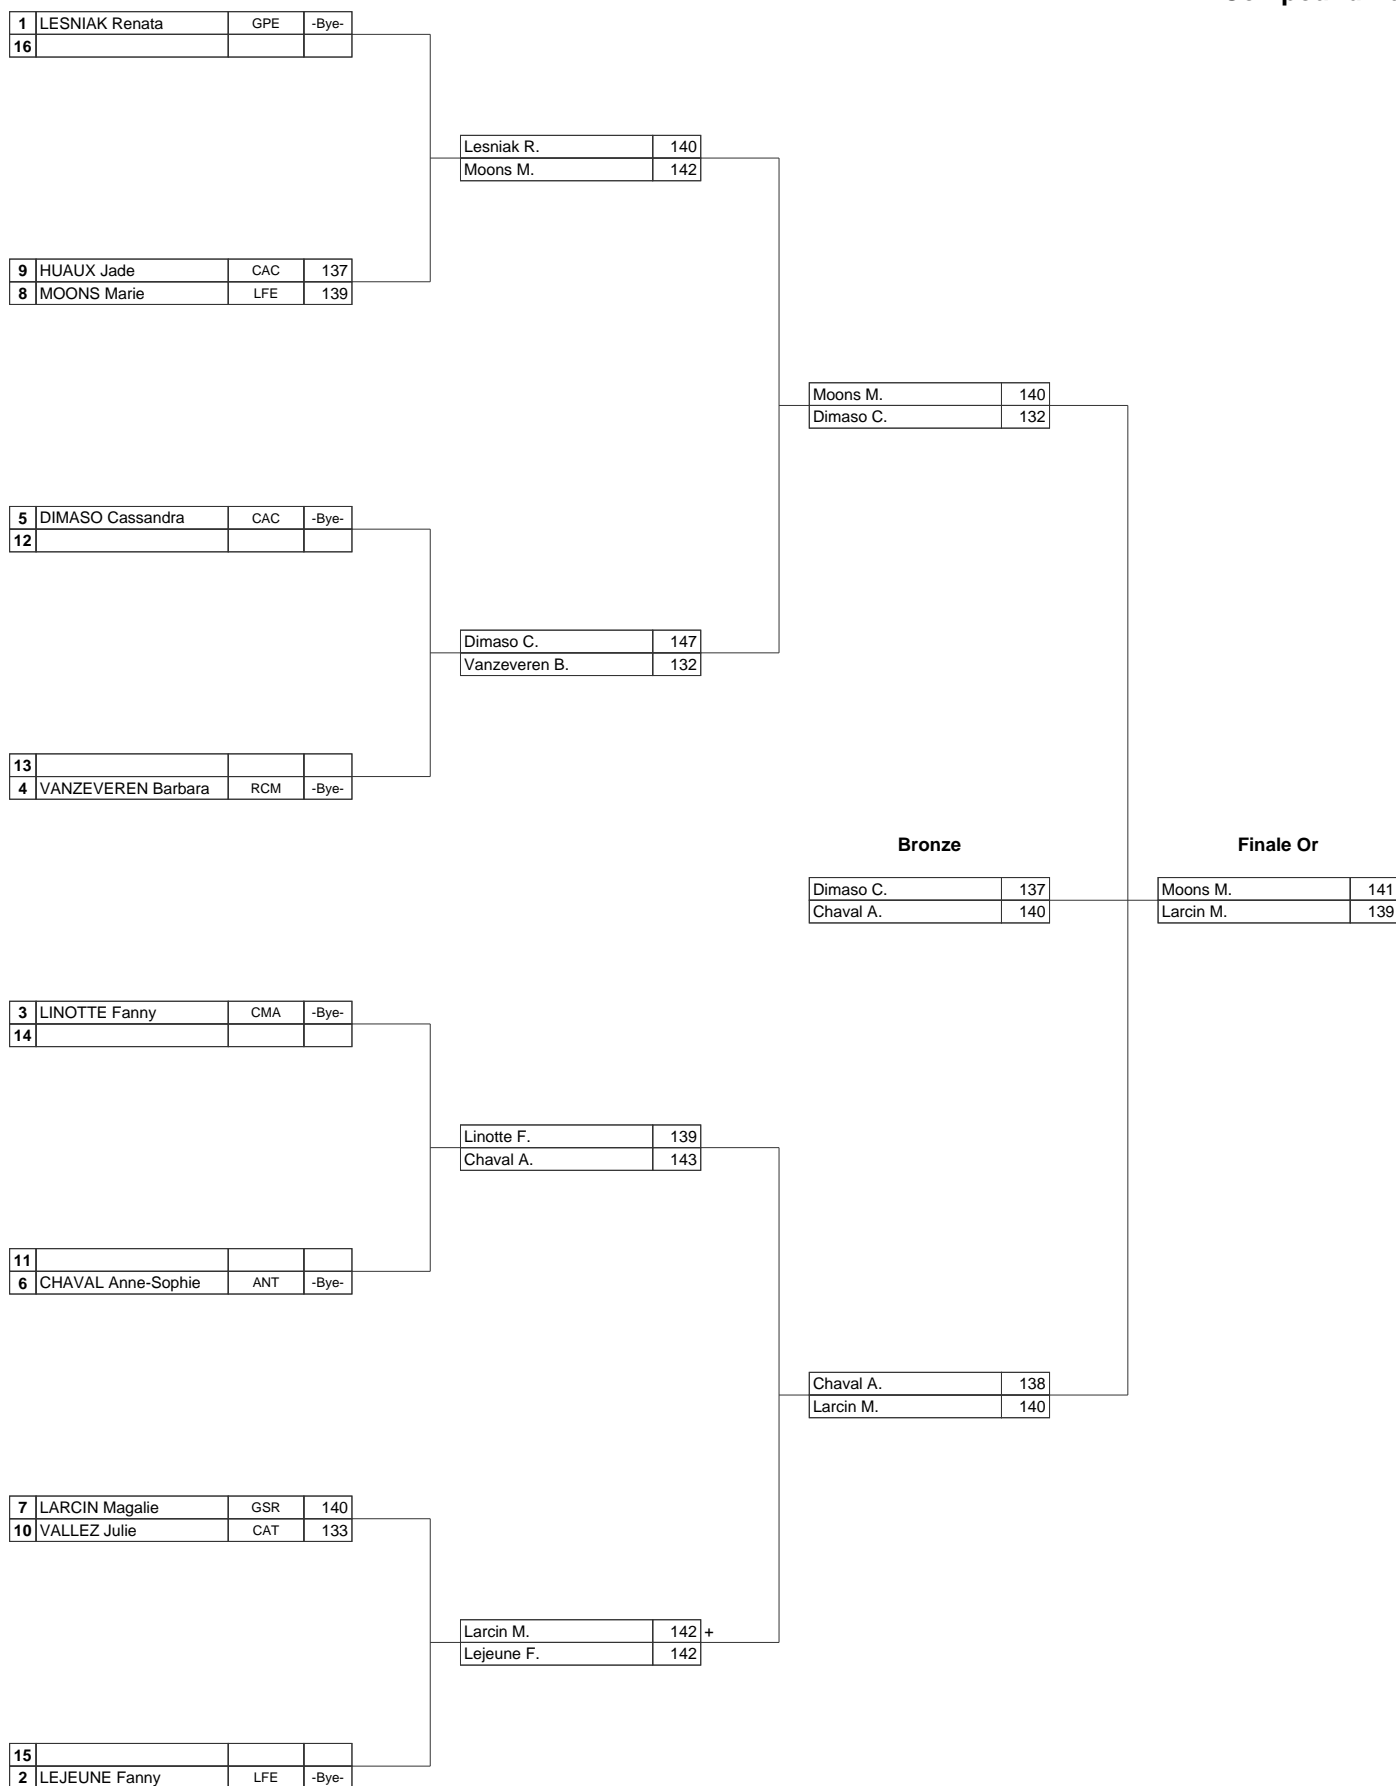 1 LESNIAK Renata GPE -Bye-
16
Lesniak R. 140
Moons M. 142
9 HUAUX Jade CAC 137
8 MOONS Marie LFE 139
Moons M. 140
Dimaso C. 132
5 DIMASO Cassandra CAC -Bye-
12
Dimaso C. 147
Vanzeveren B. 132
13
4 VANZEVEREN Barbara RCM -Bye-
Bronze Finale Or
Dimaso C. 137 Moons M. 141
Chaval A. 140 Larcin M. 139
3 LINOTTE Fanny CMA -Bye-
14
Linotte F. 139
Chaval A. 143
11
6 CHAVAL Anne-Sophie ANT -Bye-
Chaval A. 138
Larcin M. 140
7 LARCIN Magalie GSR 140
10 VALLEZ Julie CAT 133
Larcin M. 142 +
Lejeune F. 142
15
2 LEJEUNE Fanny LFE -Bye-